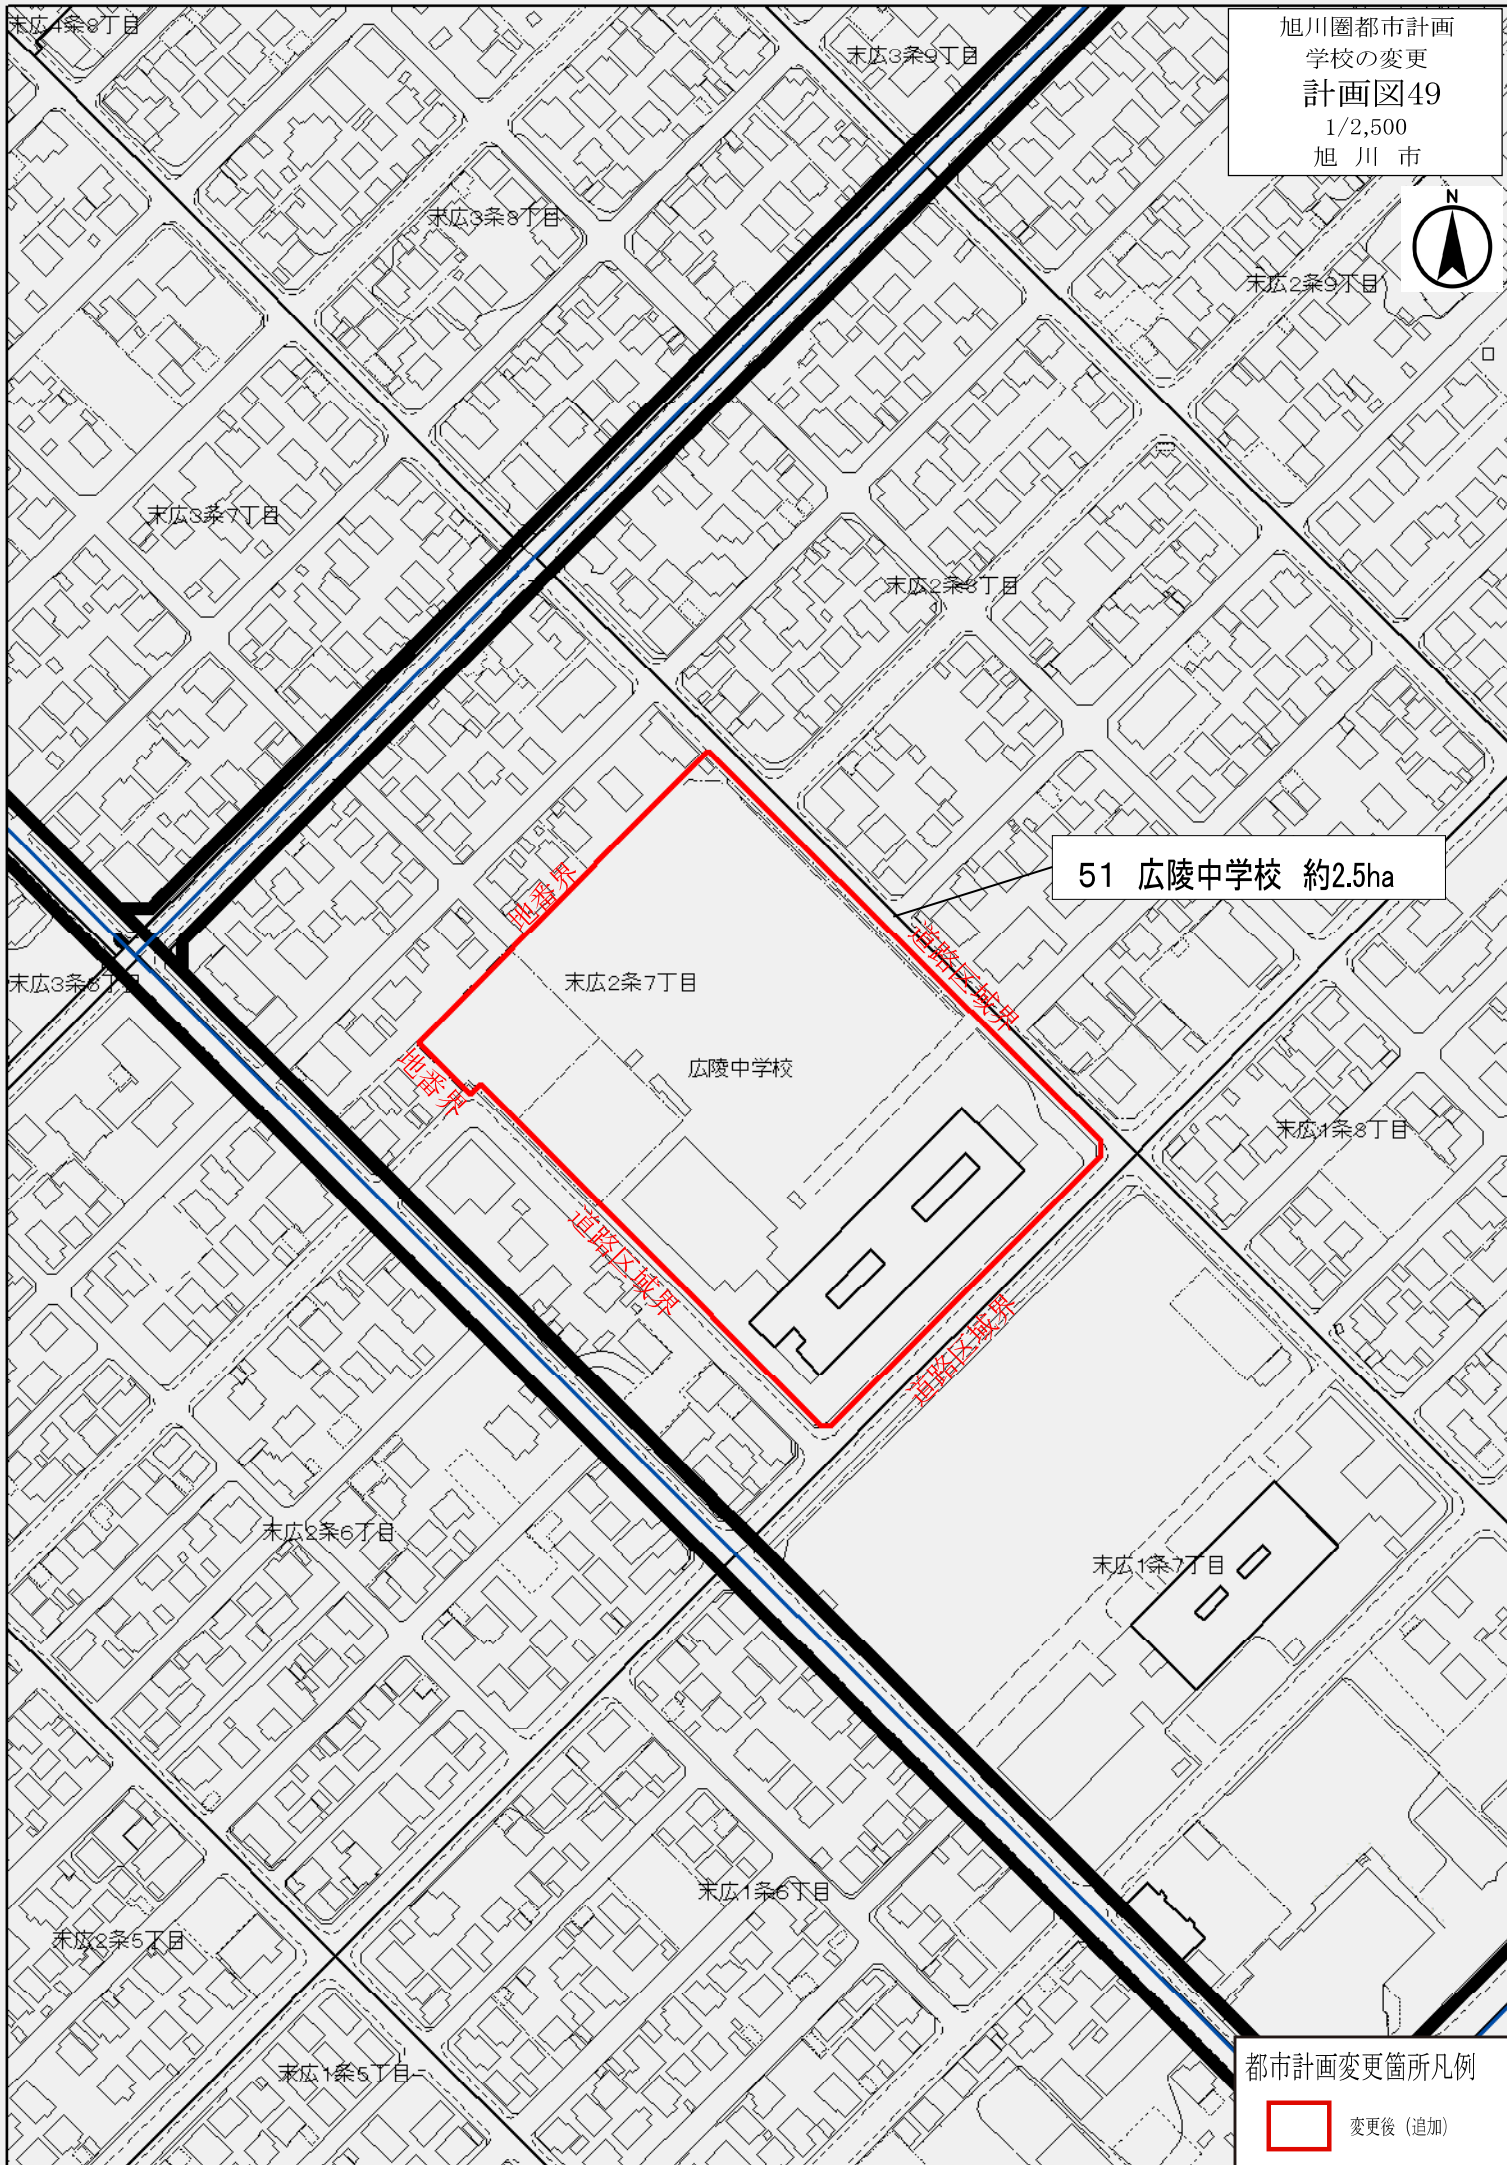 旭川圏都市計画
学校の変更
計画図49
1/2,500
旭川市
N
末広4条8丁目
末広3条9丁目
末広3条8丁目
末広2条9丁目
末広3条7丁目
末広2条8丁目
51 広陵中学校 約2.5ha
地番界
道路区域界
末広3条6丁目
末広2条7丁目
地番界
広陵中学校
末広1条8丁目
道路区域界
道路区域界
末広2条6丁目
末広1条7丁目
末広1条6丁目
末広2条5丁目
末広1条5丁目
都市計画変更箇所凡例
変更後（追加）